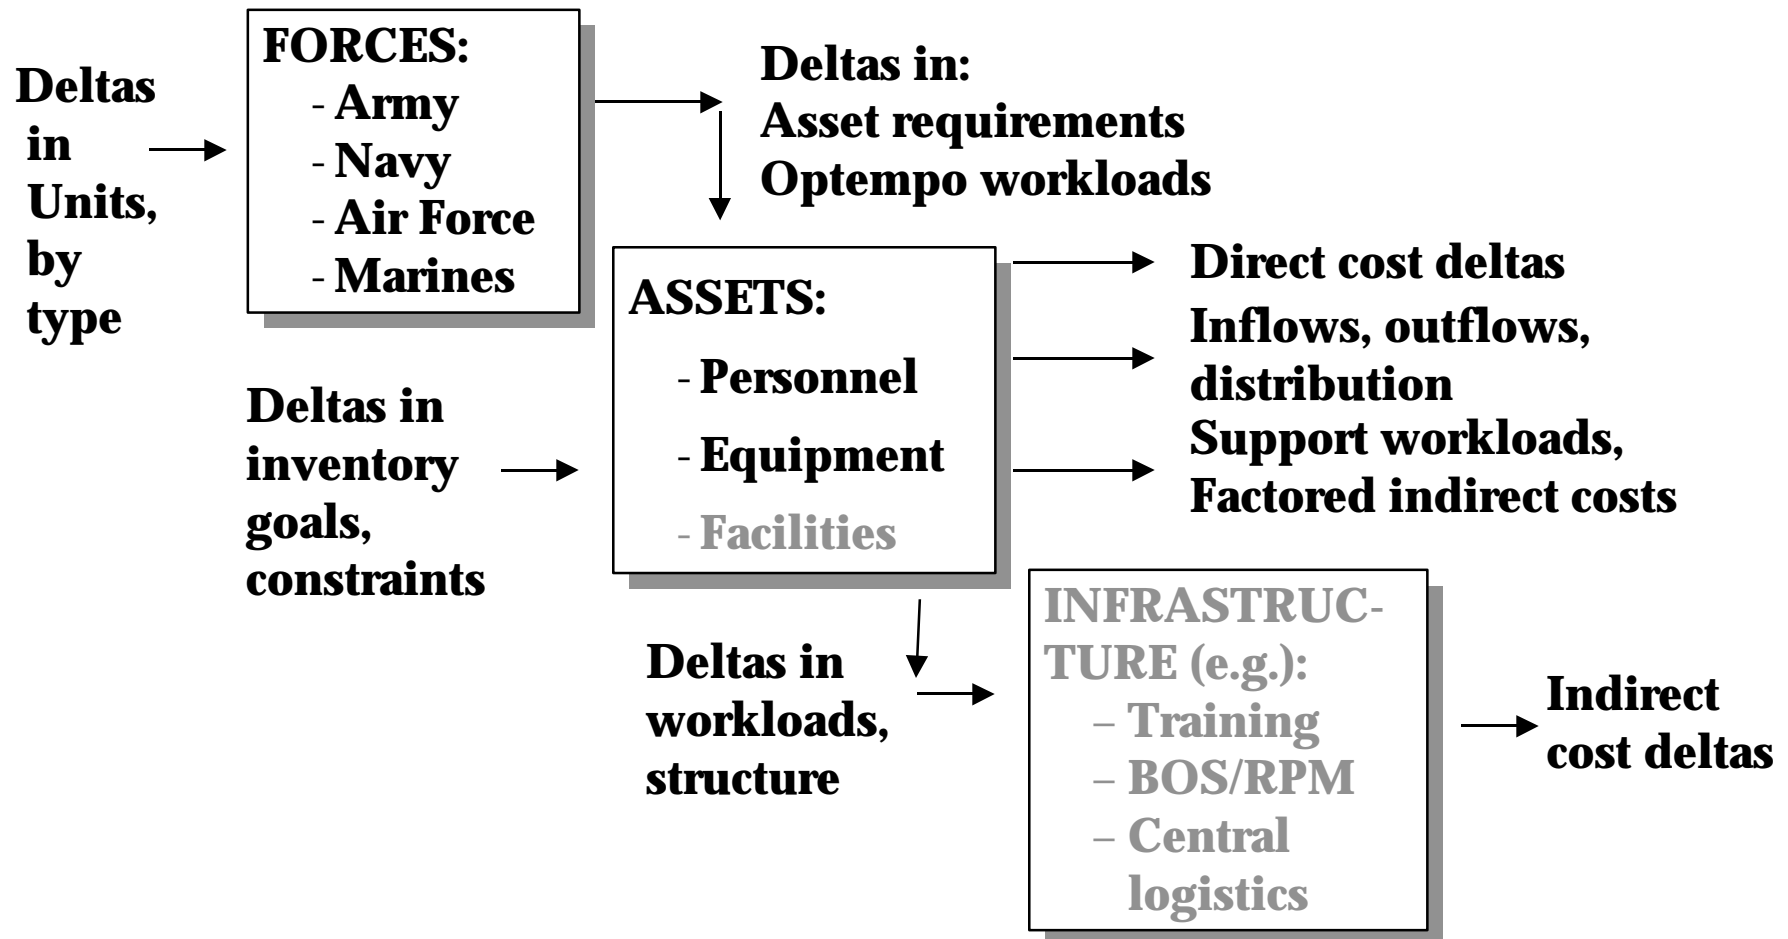 Deltas
in
Units,
by
type
FORCES:
- Army
- Navy
- Air Force
- Marines
Deltas in:
Asset requirements
Optempo workloads
Deltas in
inventory
goals,
constraints
ASSETS:
- Personnel
- Equipment
- Facilities
Direct cost deltas
Inflows, outflows,
distribution
Support workloads,
Factored indirect costs
Deltas in
workloads,
structure
INFRASTRUC-
TURE (e.g.):
– Training
– BOS/RPM
– Central
logistics
Indirect
cost deltas